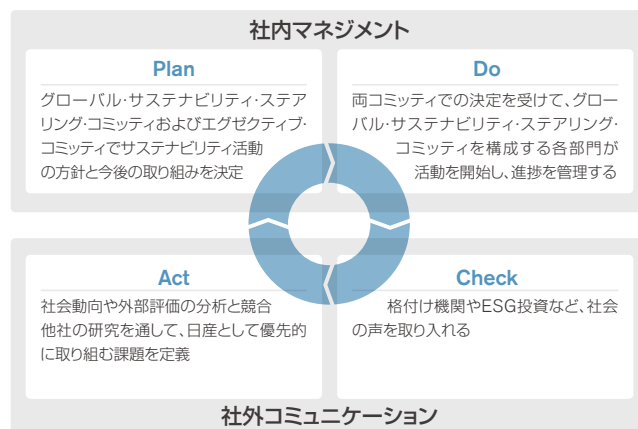 社内マネジメント
Plan
グローバル・サステナビリティ・ステア
リング・コミッティおよびエグゼクティブ・
コミッティでサステナビリティ活動
の方針と今後の取り組みを決定
Do
両コミッティでの決定を受けて、グロー
バル・サステナビリティ・ステアリング・
コミッティを構成する各部門が
活動を開始し、進捗を管理する
Act
社会動向や外部評価の分析と競合
他社の研究を通して、日産として優先的
に取り組む課題を定義
Check
格付け機関やESG投資など、社会
の声を取り入れる
社外コミュニケーション